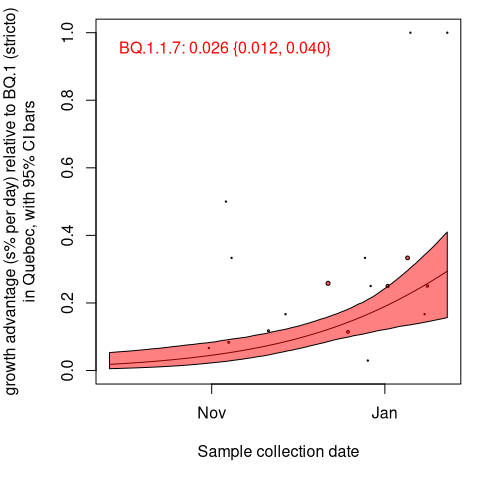 growth advantage (s% per day) relative to BQ.1 (stricto)
in Quebec, with 95% CI bars
BQ.1.1.7: 0.026 {0.012, 0.040}
1.0
0.8
0.6
0.4
0.2
0.0
Nov Jan
Sample collection date